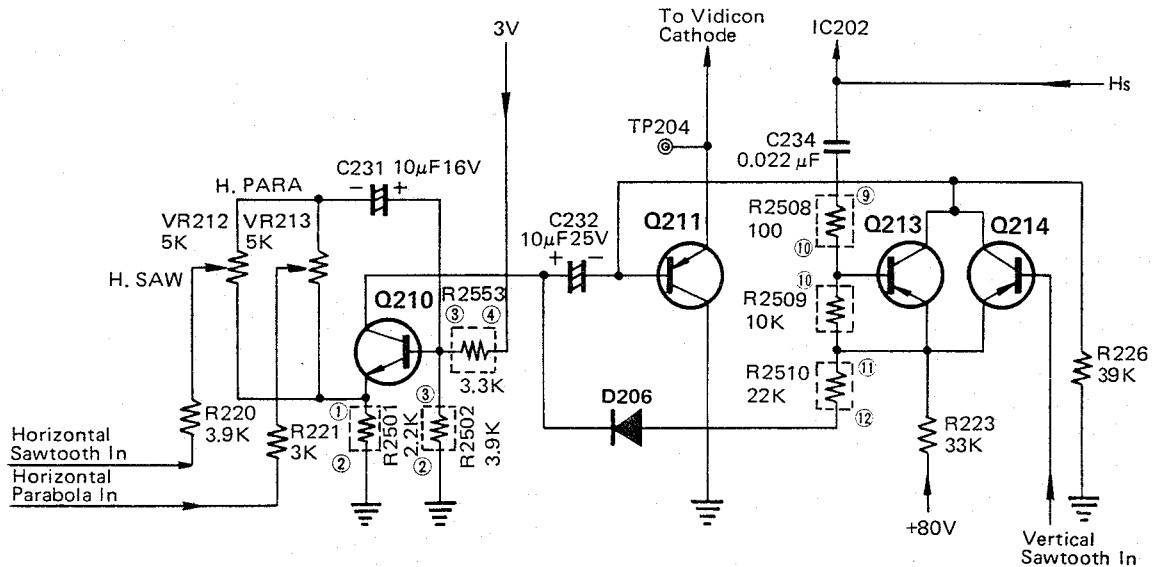 To Vidicon
Cathode
IC202
3V
Hs
TP204
C234
0.022 μF
C231 10μF16V
H. PARA
VR212 VR213
5K 5K
H. SAW
C232
10μF25V
Q211
R2508
100
⑨
⑩
Q213
Q214
Q210
R2553
③ ④
3.3K
⑩
R2509
10K
R2510
22K
⑪
⑫
R226
39K
D206
R220
3.9K
R221
3K
①
②
R2501
2.2K
③
②
R2502
3.9K
R223
33K
Horizontal
Sawtooth In
Horizontal
Parabola In
+80V
Vertical
Sawtooth In